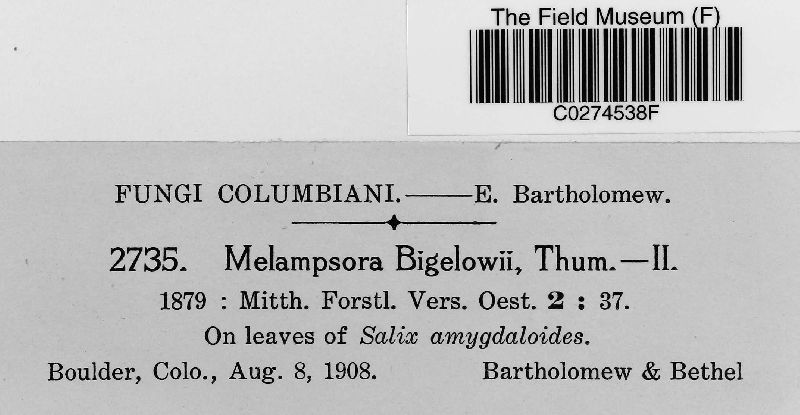 The Field Museum (F)
C0274538F
FUNGI COLUMBIANI.——E. Bartholomew.
2735. Melampsora Bigelowii, Thum.—II.
1879 : Mitth. Forstl. Vers. Oest. 2 : 37.
On leaves of Salix amygdaloides.
Boulder, Colo., Aug. 8, 1908. Bartholomew & Bethel